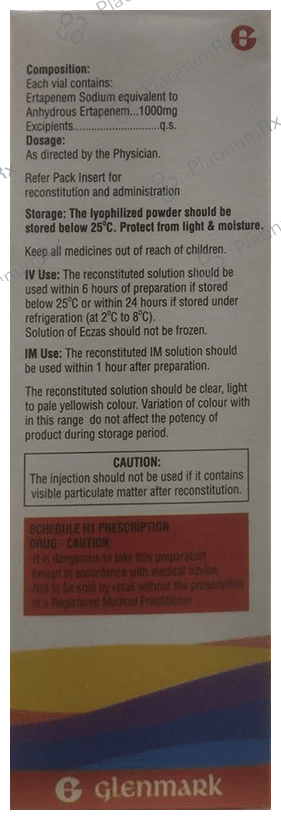 Composition:
Each vial contains:
Ertapenem Sodium equivalent to
Anhydrous Ertapenem...1000mg
Excipients............................q.s.
Dosage:
As directed by the Physician.
Refer Pack Insert for
reconstitution and administration
Storage: The lyophilized powder should be
stored below 25°C. Protect from light & moisture.
Keep all medicines out of reach of children.
IV Use: The reconstituted solution should be
used within 6 hours of preparation if stored
below 25°C or within 24 hours if stored under
refrigeration (at 2°C to 8°C).
Solution of Eczas should not be frozen.
IM Use: The reconstituted IM solution should
be used within 1 hour after preparation.
The reconstituted solution should be clear, light
to pale yellowish colour. Variation of colour with
in this range do not affect the potency of
product during storage period.
CAUTION:
The injection should not be used if it contains
visible particulate matter after reconstitution.
SCHEDULE H1 PRESCRIPTION
DRUG - CAUTION:
-It is dangerous to take this preparation
except in accordance with medical advice.
-Not to be sold by retail without the prescription
of a Registered Medical Practitioner
G glenmark